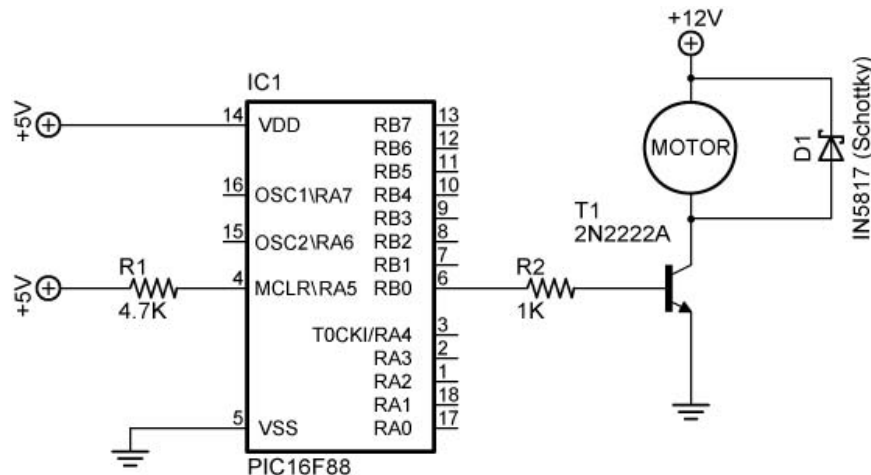 +12V
IC1
+5V
14
VDD
RB7
13
RB6
12
RB5
11
16
OSC1\RA7
RB4
10
RB3
9
15
OSC2\RA6
RB2
8
RB1
7
+5V
R1
4.7K
4
MCLR\RA5
RB0
6
R2
1K
T0CKI/RA4
3
RA3
2
RA2
1
RA1
18
5
VSS
RA0
17
PIC16F88
MOTOR
D1
IN5817 (Schottky)
T1
2N2222A